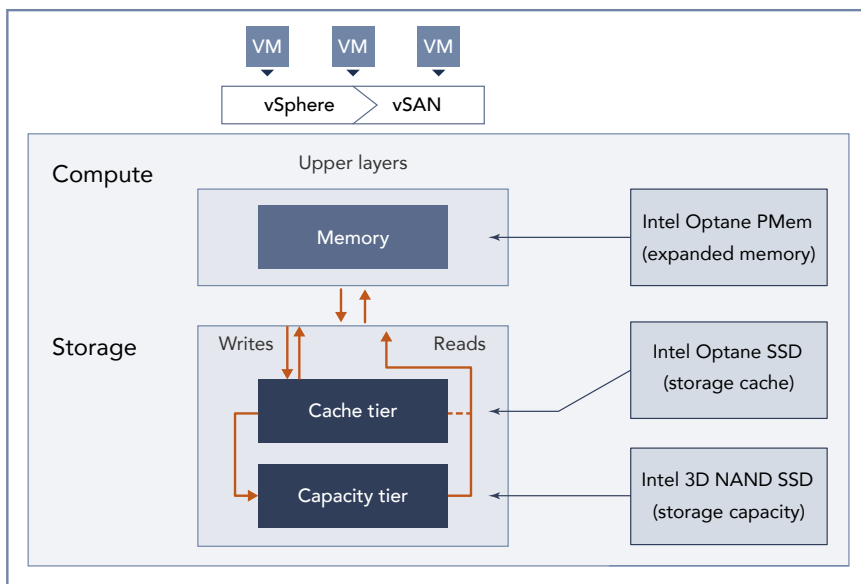 VM
VM
VM
vSphere
vSAN
Compute
Upper layers
Memory
Intel Optane PMem
(expanded memory)
Storage
Writes
Reads
Intel Optane SSD
(storage cache)
Cache tier
Capacity tier
Intel 3D NAND SSD
(storage capacity)